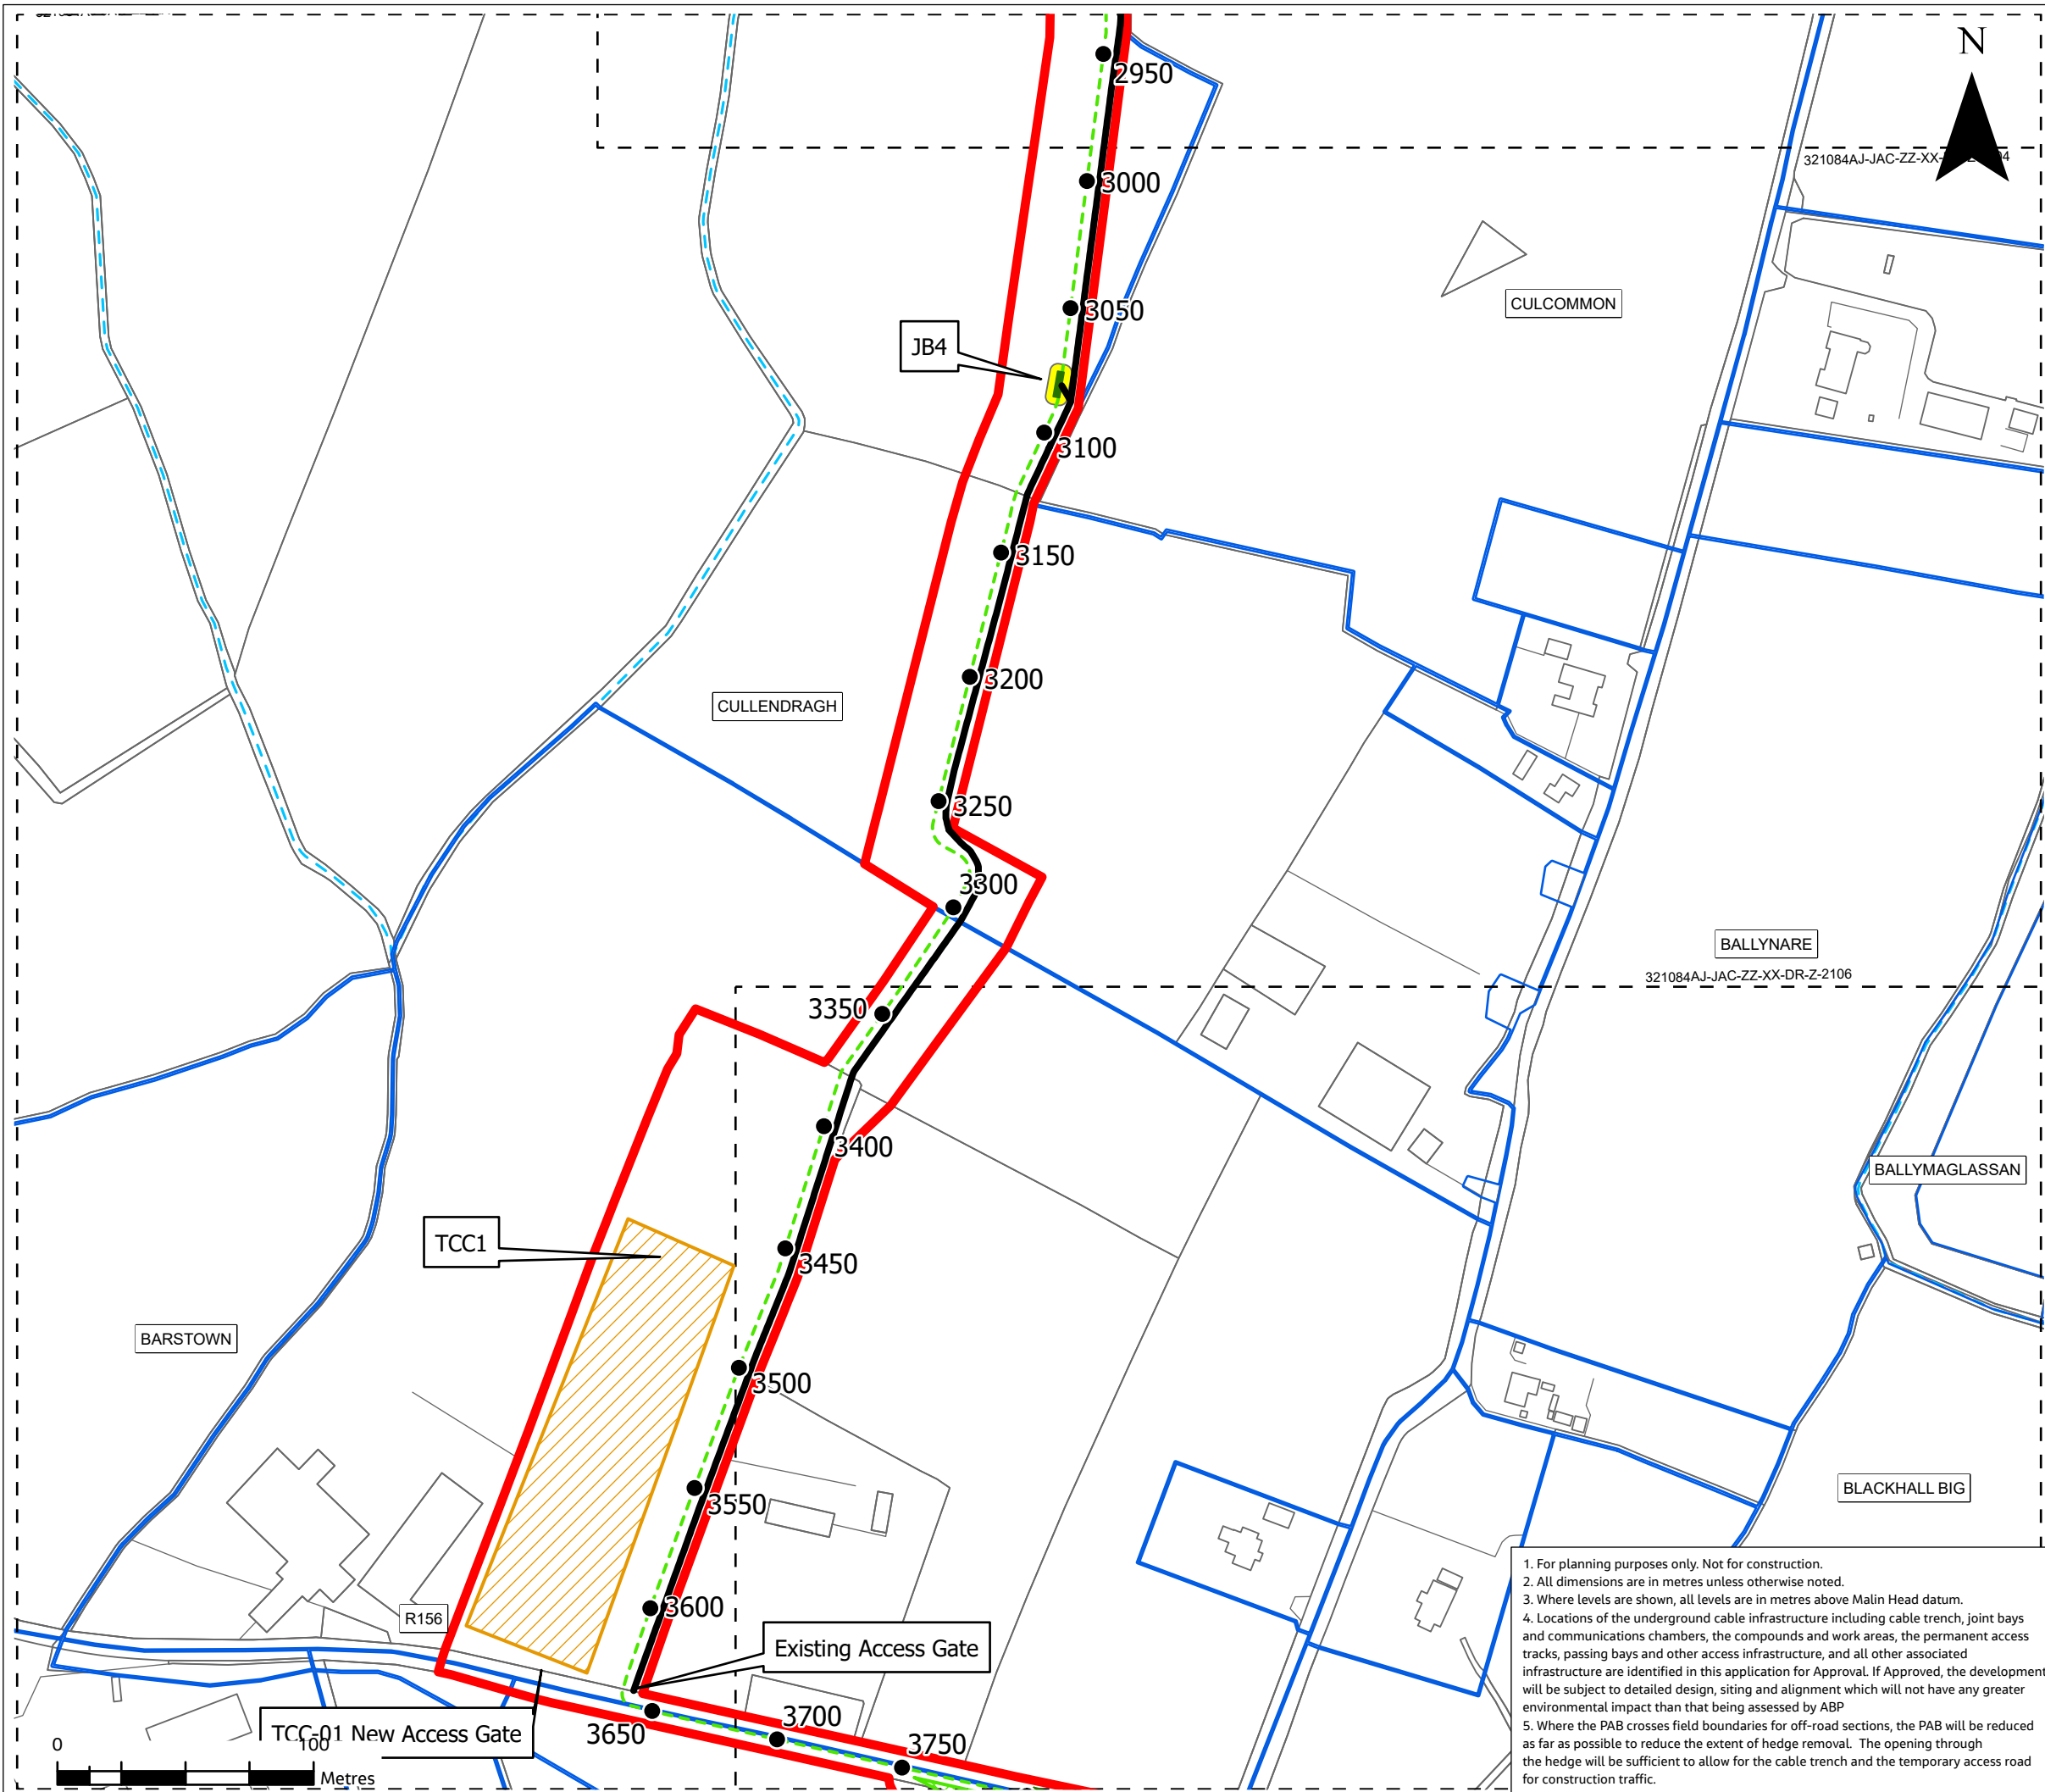 N
2950
3000
321084AJ-JAC-ZZ-XX-
3050
CULCOMMON
JB4
3100
3150
3200
CULLENDRAGH
3250
3300
BALLYNARE
321084AJ-JAC-ZZ-XX-DR-Z-2106
3350
3400
BALLYMAGLASSAN
TCC1
3450
BARSTOWN
3500
3550
BLACKHALL BIG
3600
R156
Existing Access Gate
TCC-01 New Access Gate
3650
3700
3750
0
100
Metres
1. For planning purposes only. Not for construction.
2. All dimensions are in metres unless otherwise noted.
3. Where levels are shown, all levels are in metres above Malin Head datum.
4. Locations of the underground cable infrastructure including cable trench, joint bays
and communications chambers, the compounds and work areas, the permanent access
tracks, passing bays and other access infrastructure, and all other associated
infrastructure are identified in this application for Approval. If Approved, the development
will be subject to detailed design, siting and alignment which will not have any greater
environmental impact than that being assessed by ABP
5. Where the PAB crosses field boundaries for off-road sections, the PAB will be reduced
as far as possible to reduce the extent of hedge removal. The opening through
the hedge will be sufficient to allow for the cable trench and the temporary access road
for construction traffic.